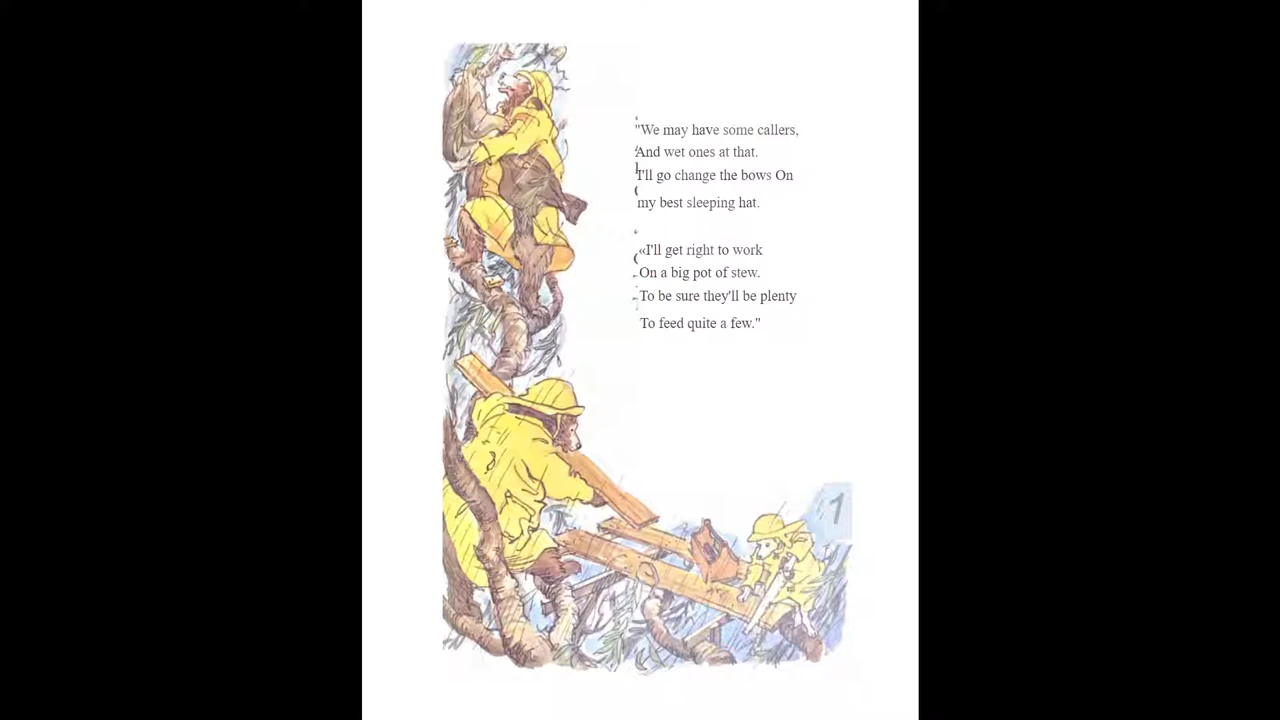 "We may have some callers,
And wet ones at that.
I'll go change the bows On
my best sleeping hat.
«I'll get right to work
On a big pot of stew.
To be sure they'll be plenty
To feed quite a few."
1